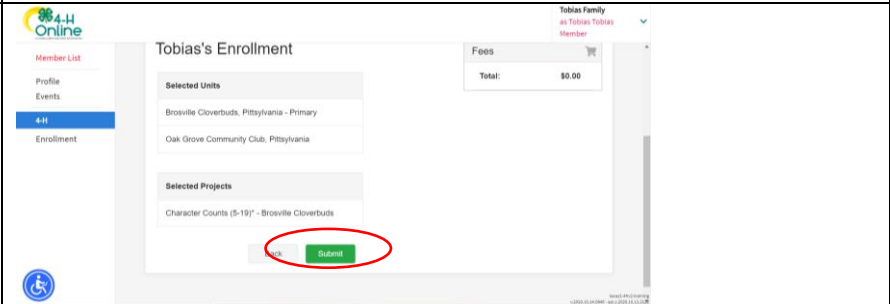 4-H
Online
Tobias Family
as Tobias Tobias
Member
Member List
Profile
Events
4-H
Enrollment
Tobias's Enrollment
Selected Units
Brosville Cloverbuds, Pittsylvania - Primary
Oak Grove Community Club, Pittsylvania
Selected Projects
Character Counts (5-19)* - Brosville Cloverbuds
Back
Submit
Fees
Total: $0.00